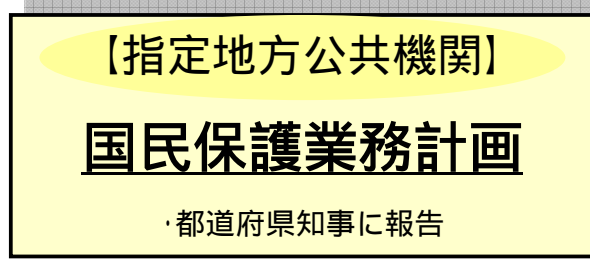 【指定地方公共機関】
国民保護業務計画
・都道府県知事に報告